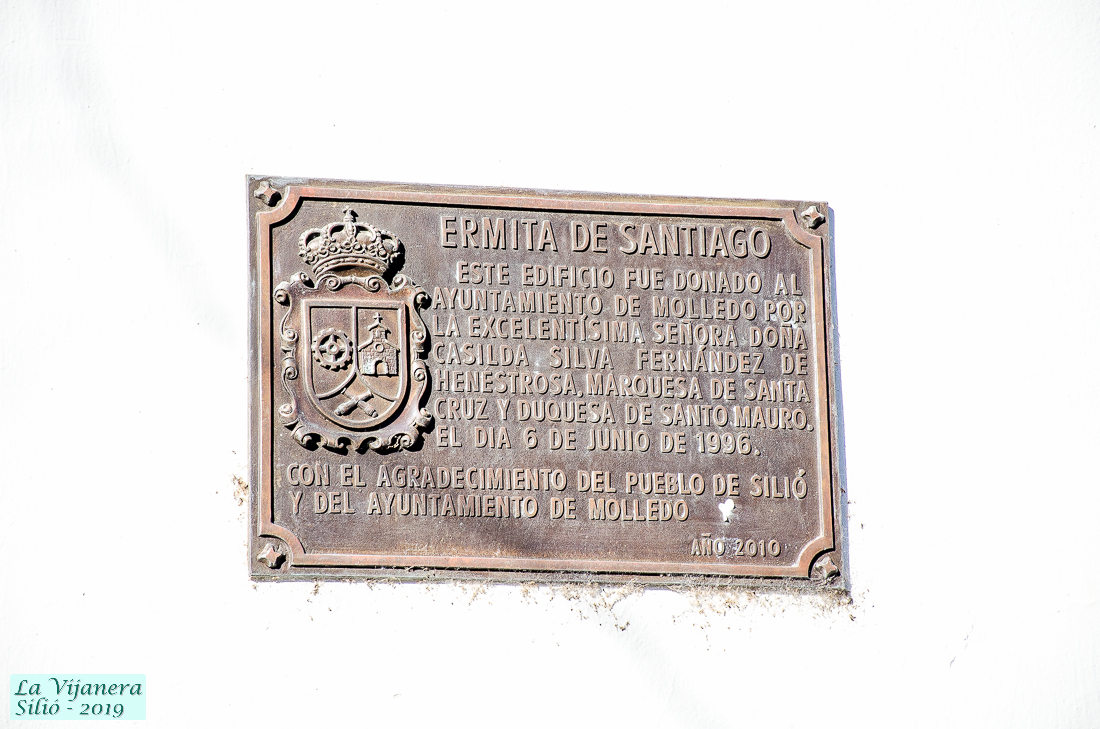 ERMITA DE SANTIAGO
ESTE EDIFICIO FUE DONADO AL
AYUNTAMIENTO DE MOLLEDO POR
LA EXCELENTÍSIMA SEÑORA DOÑA
CASILDA SILVA FERNÁNDEZ DE
HENESTROSA, MARQUESA DE SANTA
CRUZ Y DUQUESA DE SANTO MAURO.
EL DIA 6 DE JUNIO DE 1996.
CON EL AGRADECIMIENTO DEL PUEBLO DE SILIÓ
Y DEL AYUNTAMIENTO DE MOLLEDO
AÑO 2010
La Vijanera
Silió - 2019